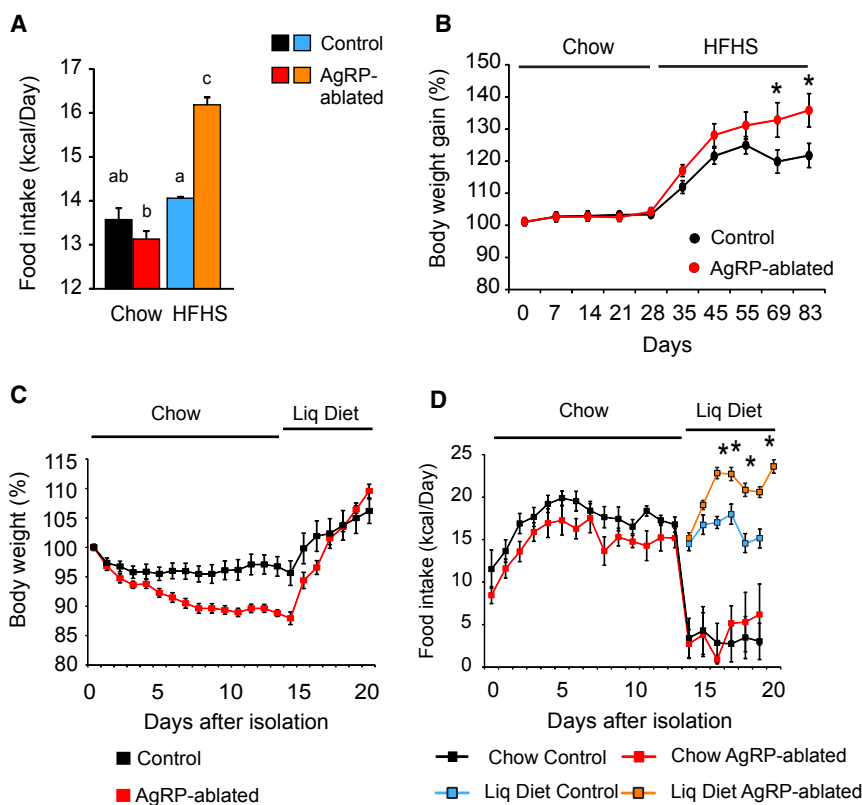 A
Control
AgRP-
ablated
Food intake (kcal/Day)
17
16
15
14
13
12
ab
b
a
c
Chow HFHS
B
Chow HFHS
Body weight gain (%)
150
140
130
120
110
100
90
80
* *
Control
AgRP-ablated
0 7 14 21 28 35 45 55 69 83
Days
C
Chow Liq Diet
Body weight (%)
115
110
105
100
95
90
85
80
0 5 10 15 20
Days after isolation
Control
AgRP-ablated
D
Chow Liq Diet
Food intake (kcal/Day)
25
20
15
10
5
0
* * * *
0 5 10 15 20
Days after isolation
Chow Control Chow AgRP-ablated
Liq Diet Control Liq Diet AgRP-ablated